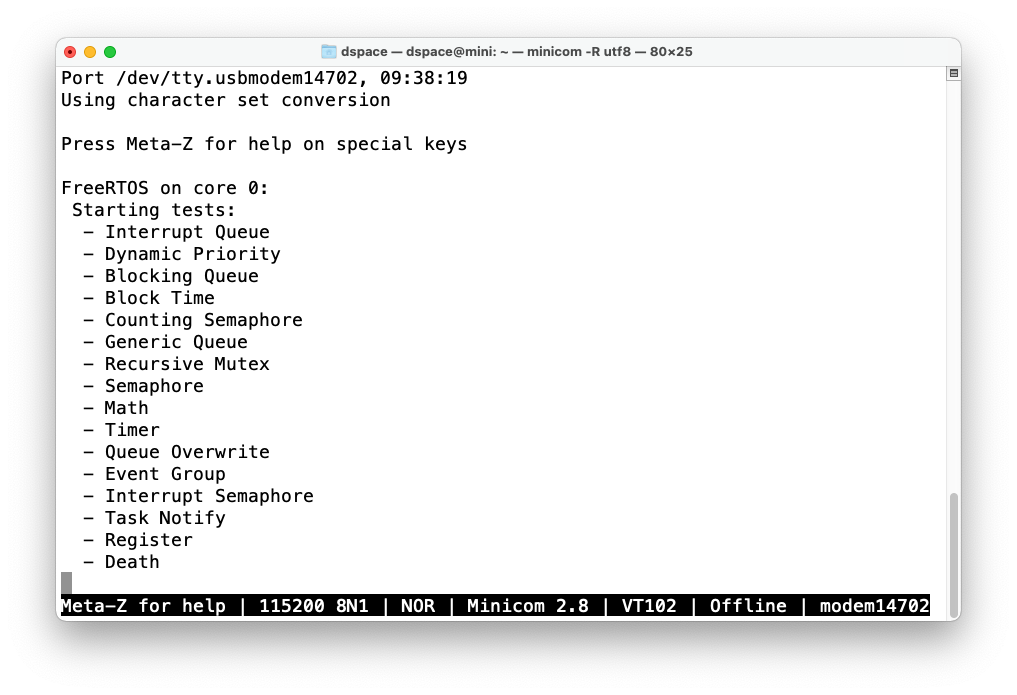 dspace — dspace@mini: ~ — minicom -R utf8 — 80×25
Port /dev/tty.usbmodem14702, 09:38:19
Using character set conversion
Press Meta-Z for help on special keys
FreeRTOS on core 0:
Starting tests:
- Interrupt Queue
- Dynamic Priority
- Blocking Queue
- Block Time
- Counting Semaphore
- Generic Queue
- Recursive Mutex
- Semaphore
- Math
- Timer
- Queue Overwrite
- Event Group
- Interrupt Semaphore
- Task Notify
- Register
- Death
Meta-Z for help | 115200 8N1 | NOR | Minicom 2.8 | VT102 | Offline | modem14702